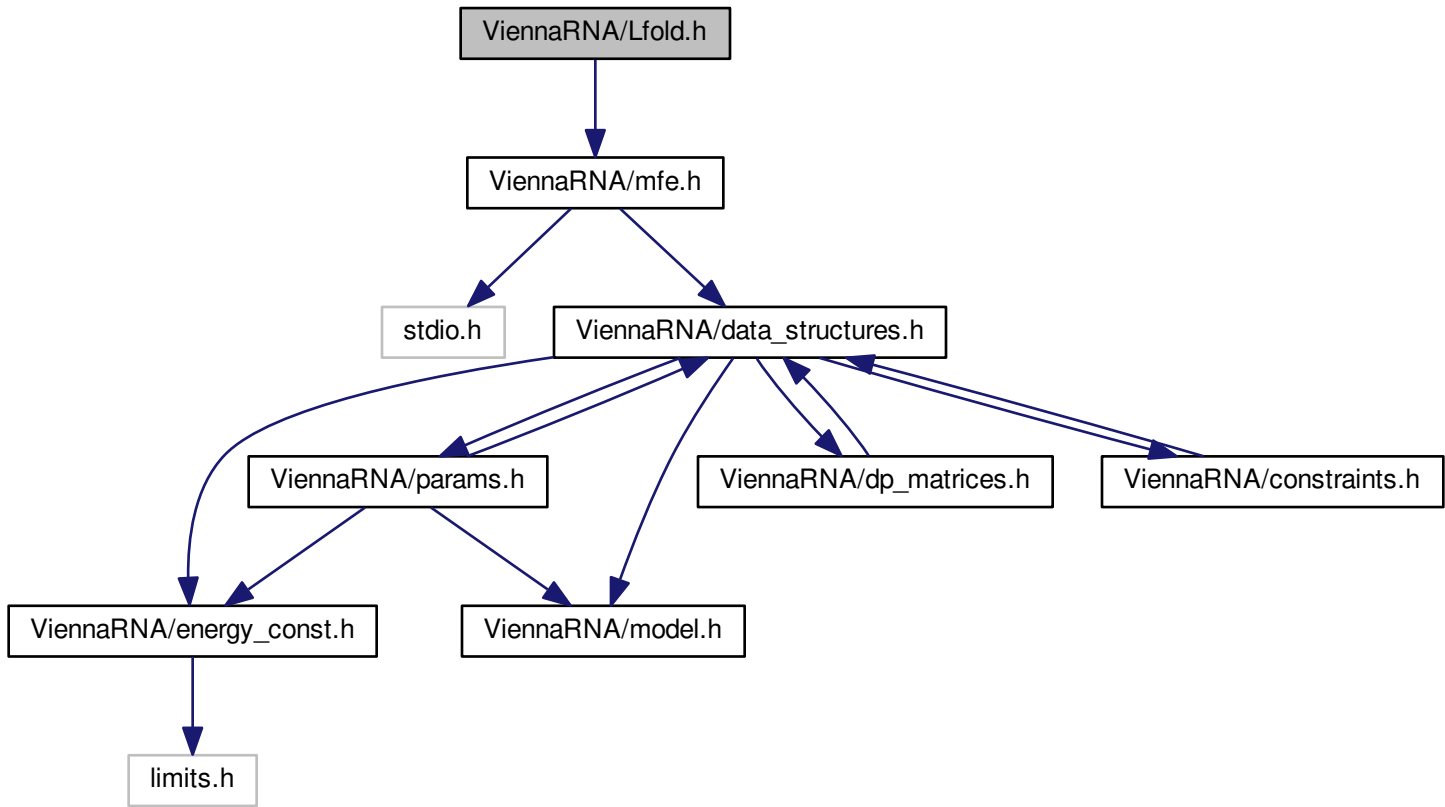 ViennaRNA/Lfold.h
ViennaRNA/mfe.h
stdio.h
ViennaRNA/data_structures.h
ViennaRNA/params.h
ViennaRNA/dp_matrices.h
ViennaRNA/constraints.h
ViennaRNA/energy_const.h
ViennaRNA/model.h
limits.h